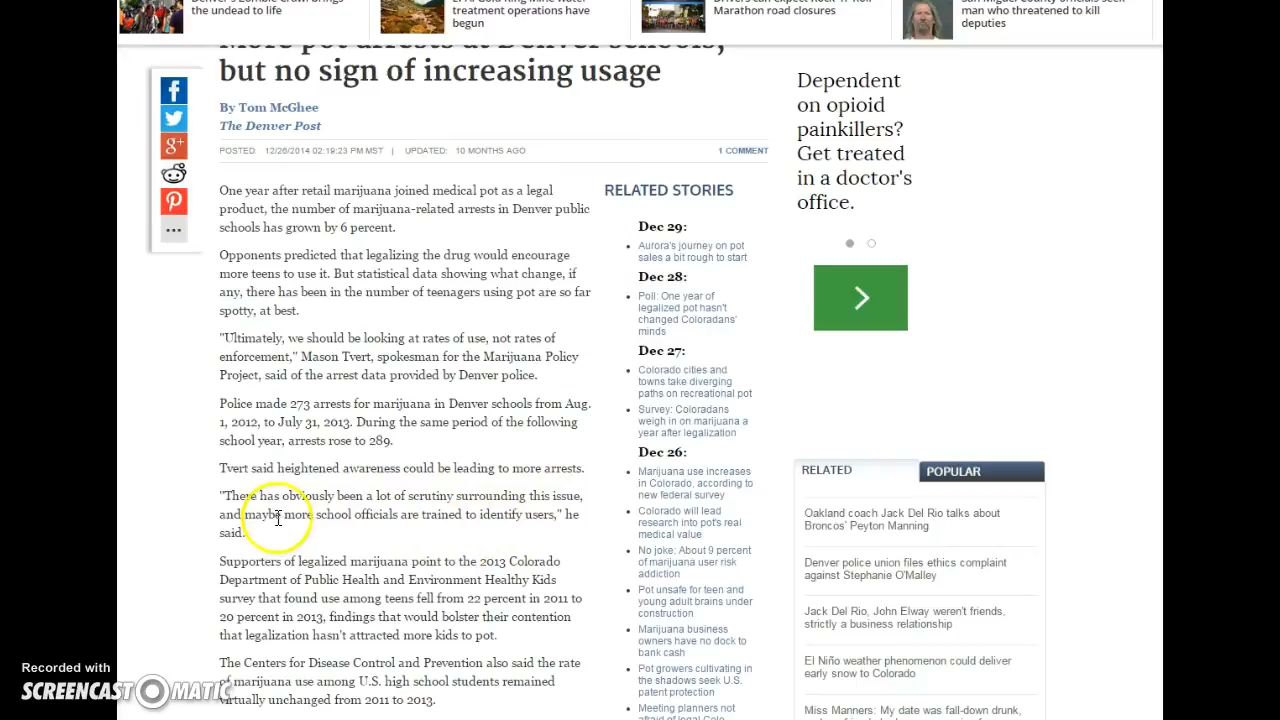 Denver's Zombie Crawl brings
the undead to life
treatment operations have
begun
Marathon road closures
man who threatened to kill
deputies
More pot arrests at Denver schools,
but no sign of increasing usage
By Tom McGhee
The Denver Post
POSTED: 12/26/2014 02:19:23 PM MST | UPDATED: 10 MONTHS AGO
1 COMMENT
One year after retail marijuana joined medical pot as a legal
product, the number of marijuana-related arrests in Denver public
schools has grown by 6 percent.
Opponents predicted that legalizing the drug would encourage
more teens to use it. But statistical data showing what change, if
any, there has been in the number of teenagers using pot are so far
spotty, at best.
"Ultimately, we should be looking at rates of use, not rates of
enforcement," Mason Tvert, spokesman for the Marijuana Policy
Project, said of the arrest data provided by Denver police.
Police made 273 arrests for marijuana in Denver schools from Aug.
1, 2012, to July 31, 2013. During the same period of the following
school year, arrests rose to 289.
Tvert said heightened awareness could be leading to more arrests.
"There has obviously been a lot of scrutiny surrounding this issue,
and maybe more school officials are trained to identify users," he
said.
Supporters of legalized marijuana point to the 2013 Colorado
Department of Public Health and Environment Healthy Kids
survey that found use among teens fell from 22 percent in 2011 to
20 percent in 2013, findings that would bolster their contention
that legalization hasn't attracted more kids to pot.
The Centers for Disease Control and Prevention also said the rate
of marijuana use among U.S. high school students remained
virtually unchanged from 2011 to 2013.
RELATED STORIES
Dec 29:
Aurora's journey on pot
sales a bit rough to start
Dec 28:
Poll: One year of
legalized pot hasn't
changed Coloradans'
minds
Dec 27:
Colorado cities and
towns take diverging
paths on recreational pot
Survey: Coloradans
weigh in on marijuana a
year after legalization
Dec 26:
Marijuana use increases
in Colorado, according to
new federal survey
Colorado will lead
research into pot's real
medical value
No joke: About 9 percent
of marijuana user risk
addiction
Pot unsafe for teen and
young adult brains under
construction
Marijuana business
owners have no dock to
bank cash
Pot growers cultivating in
the shadows seek U.S.
patent protection
Meeting planners not
afraid of legal
Dependent
on opioid
painkillers?
Get treated
in a doctor's
office.
RELATED
POPULAR
Oakland coach Jack Del Rio talks about
Broncos' Peyton Manning
Denver police union files ethics complaint
against Stephanie O'Malley
Jack Del Rio, John Elway weren't friends,
strictly a business relationship
El Niño weather phenomenon could deliver
early snow to Colorado
Miss Manners: My date was fall-down drunk,
Recorded with
SCREENCAST-O-MATIC